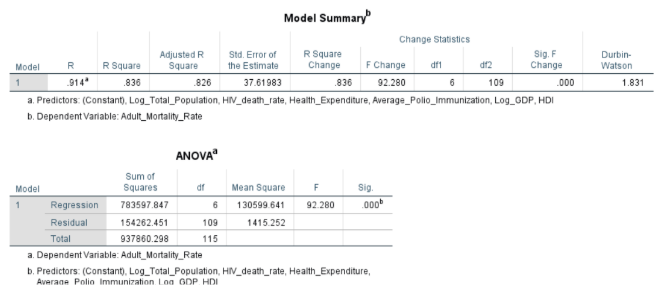 Model Summaryb
Change Statistics
Model R R Square Adjusted R Square Std. Error of the Estimate R Square Change F Change df1 df2 Sig. F Change Durbin-Watson
1 .914a .836 .826 37.61983 .836 92.280 6 109 .000 1.831
a. Predictors: (Constant), Log_Total_Population, HIV_death_rate, Health_Expenditure, Average_Polio_Immunization, Log_GDP, HDI
b. Dependent Variable: Adult_Mortality_Rate
ANOVAa
Model Sum of Squares df Mean Square F Sig.
1 Regression 783597.847 6 130599.641 92.280 .000b
Residual 154262.451 109 1415.252
Total 937860.298 115
a. Dependent Variable: Adult_Mortality_Rate
b. Predictors: (Constant), Log_Total_Population, HIV_death_rate, Health_Expenditure,
Average_Polio_Immunization, Log_GDP, HDI